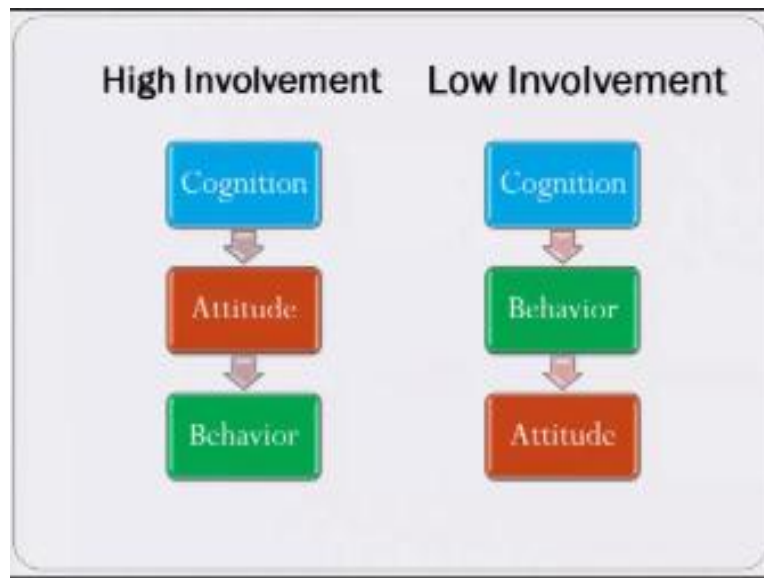 High Involvement
Cognition
Attitude
Behavior
Low Involvement
Cognition
Behavior
Attitude